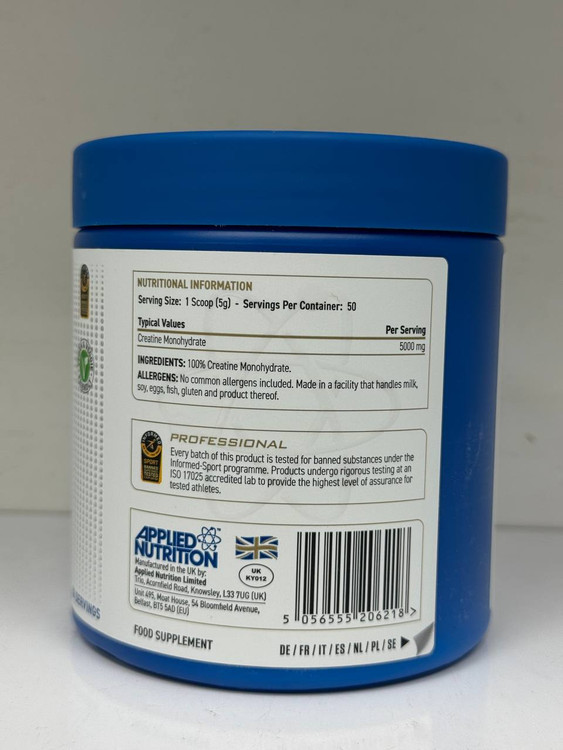 NUTRITIONAL INFORMATION
Serving Size: 1 Scoop (5g) - Servings Per Container: 50
Typical Values Per Serving
Creatine Monohydrate 5000 mg
INGREDIENTS: 100% Creatine Monohydrate.
ALLERGENS: No common allergens included. Made in a facility that handles milk,
soy, eggs, fish, gluten and product thereof.
PROFESSIONAL
Every batch of this product is tested for banned substances under the
Informed-Sport programme. Products undergo rigorous testing at an
ISO 17025 accredited lab to provide the highest level of assurance for
tested athletes.
SPORT
APPLIED
NUTRITION
Manufactured in the UK by:
Applied Nutrition Limited
Trio, Acornfield Road, Knowsley, L33 7UG (UK)
Unit 495, Moat House, 54 Bloomfield Avenue,
Belfast, BT5 5AD (EU)
UK
KY012
5 056555 206218 >
FOOD SUPPLEMENT
DE / FR / IT / ES / NL / PL / SE
SERVINGS